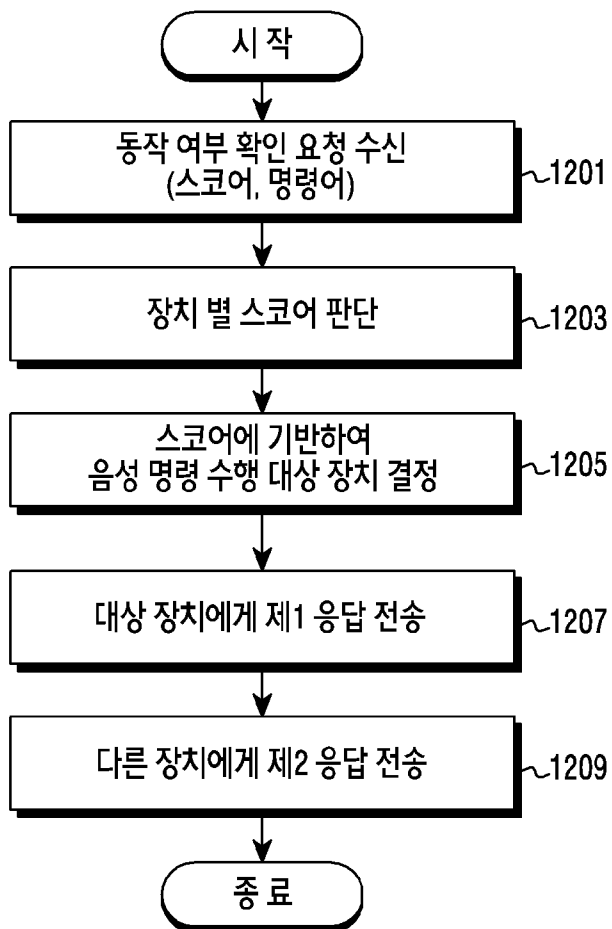 시 작
동작 여부 확인 요청 수신
(스코어, 명령어)
1201
장치 별 스코어 판단
1203
스코어에 기반하여
음성 명령 수행 대상 장치 결정
1205
대상 장치에게 제1 응답 전송
1207
다른 장치에게 제2 응답 전송
1209
종 료